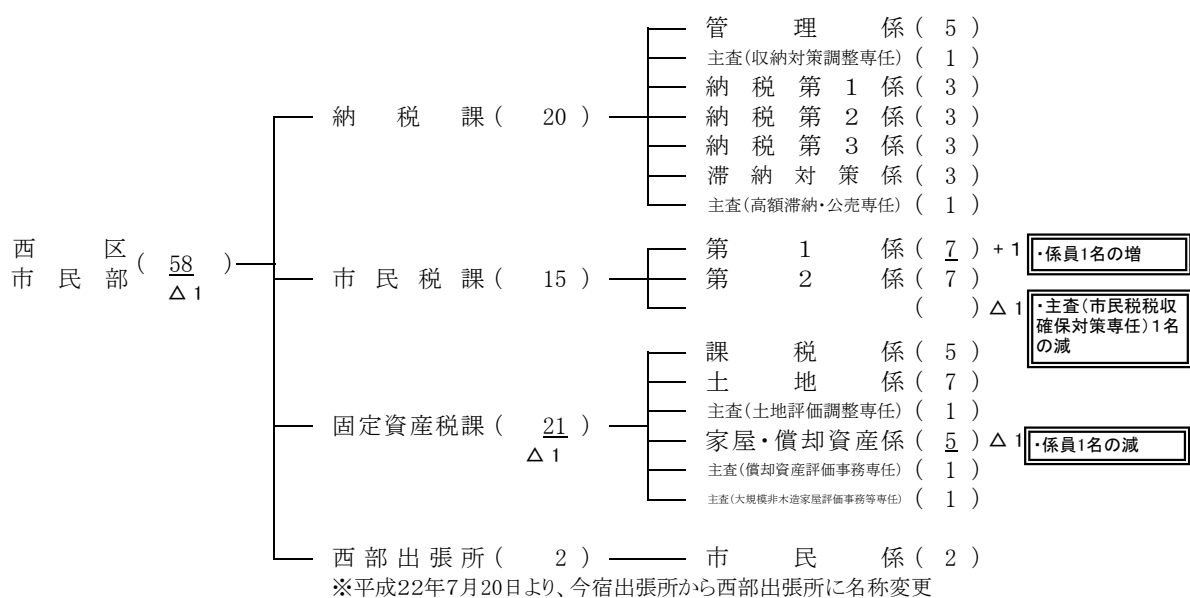 管理係( 5 )
主査(収納対策調整専任)( 1 )
納税第1係( 3 )
納税課( 20 )
納税第2係( 3 )
納税第3係( 3 )
滞納対策係( 3 )
主査(高額滞納・公売専任)( 1 )
西区
市民部( 58 )
△ 1
市民税課( 15 )
第1係( 7 ) + 1
・係員1名の増
第2係( 7 )
( ) △ 1
・主査(市民税税収
確保対策専任)1名
の減
課税係( 5 )
土地係( 7 )
固定資産税課( 21 )
△ 1
主査(土地評価調整専任)( 1 )
家屋・償却資産係( 5 ) △ 1
・係員1名の減
主査(償却資産評価事務専任)( 1 )
主査(大規模非木造家屋評価事務等専任)( 1 )
西部出張所( 2 )
市民係( 2 )
※平成22年7月20日より、今宿出張所から西部出張所に名称変更